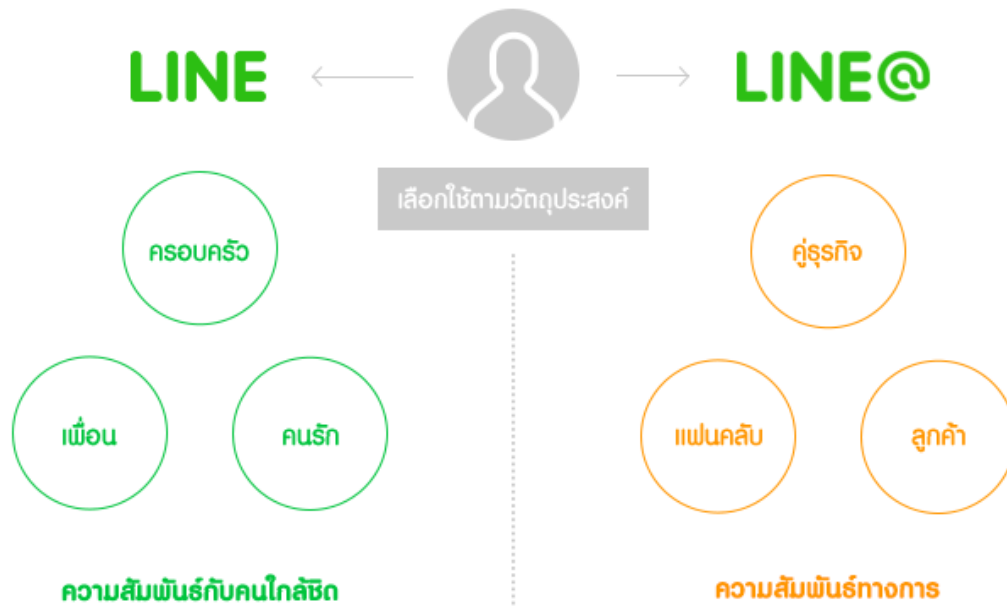 LINE
LINE@
เลือกใช้ตามวัตถุประสงค์
ครอบครัว
เพื่อน
คนรัก
ความสัมพันธ์กับคนใกล้ชิด
คู่ธุรกิจ
แฟนคลับ
ลูกค้า
ความสัมพันธ์ทางการ